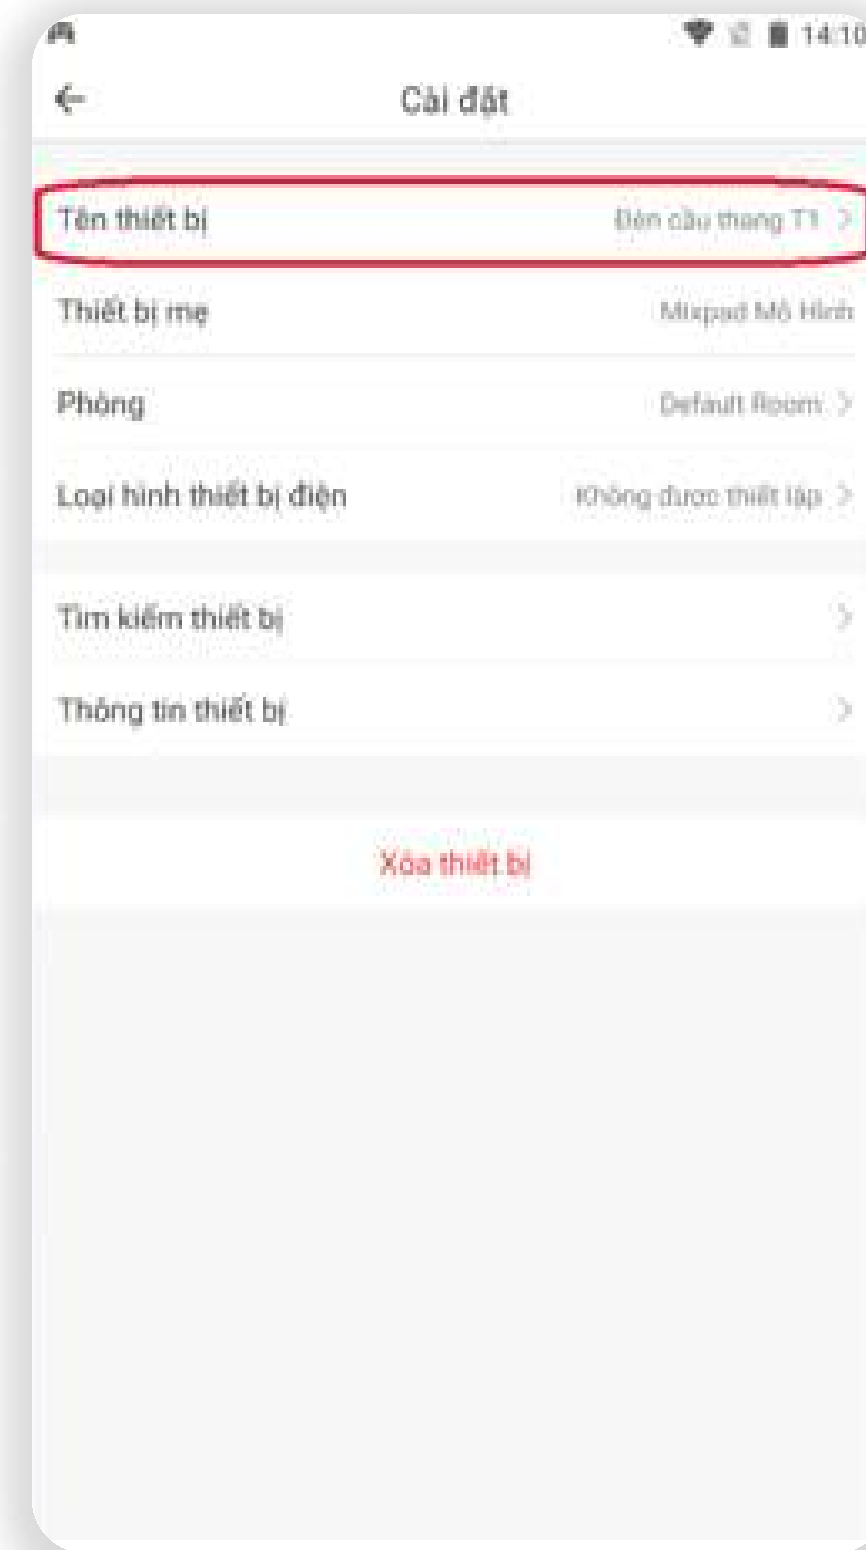 14:10
Cài đặt
Tên thiết bị Đèn cầu thang T1
Thiết bị mẹ Mixpad Mô Hình
Phòng Default Room
Loại hình thiết bị điện Không được thiết lập
Tìm kiếm thiết bị
Thông tin thiết bị
Xóa thiết bị